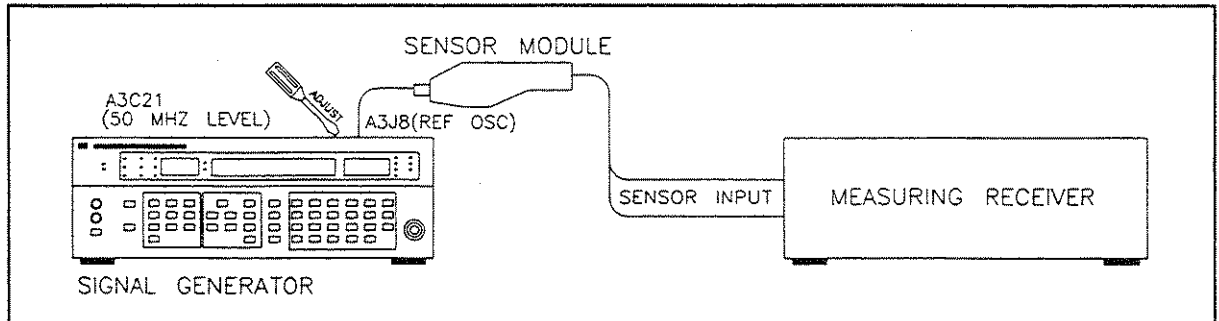 SENSOR MODULE
ADJUST
A3C21
(50 MHZ LEVEL)
A3J8(REF OSC)
SENSOR INPUT
MEASURING RECEIVER
SIGNAL GENERATOR